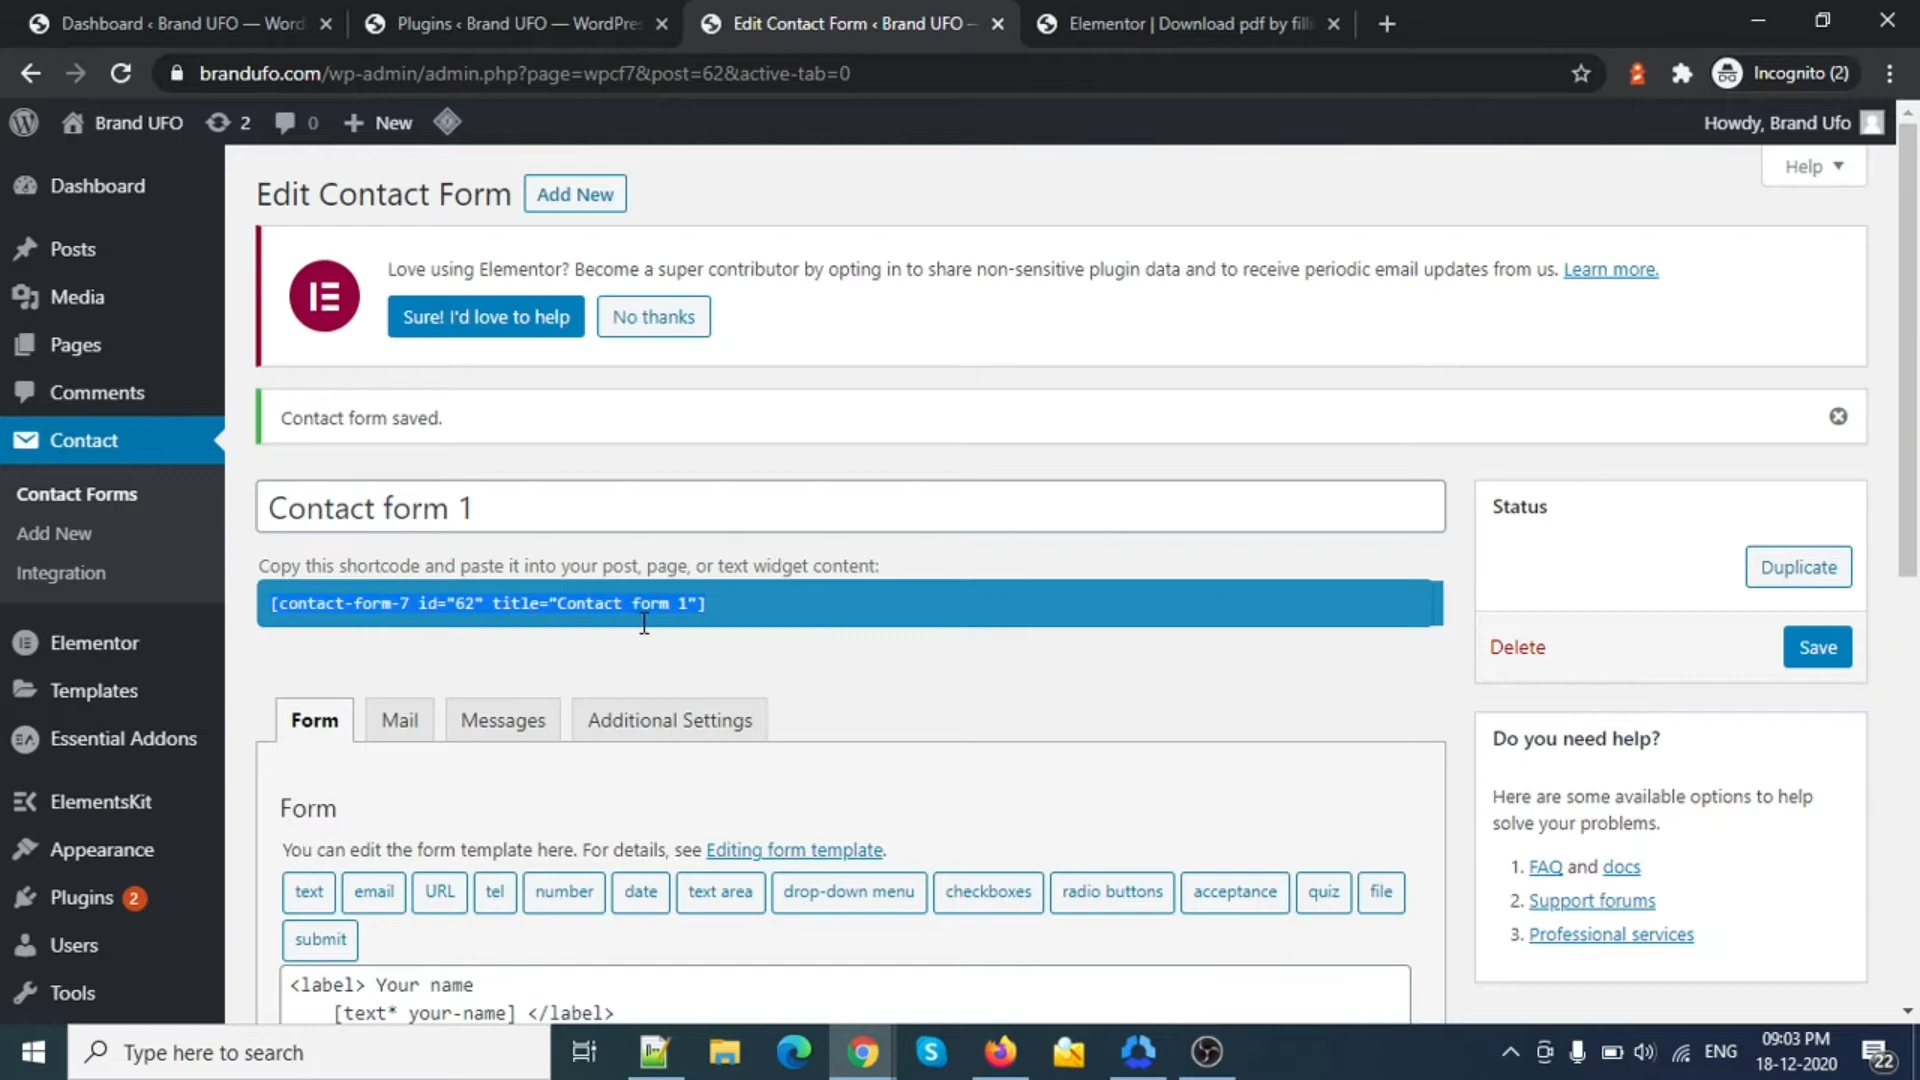 Dashboard ‹ Brand UFO — Word
Plugins ‹ Brand UFO — WordPres
Edit Contact Form ‹ Brand UFO –
Elementor | Download pdf by filli
brandufo.com/wp-admin/admin.php?page=wpcf7&post=62&active-tab=0
Incognito (2)
Brand UFO
2
0
New
Howdy, Brand Ufo
Dashboard
Posts
Media
Pages
Comments
Contact
Contact Forms
Add New
Integration
Elementor
Templates
Essential Addons
ElementsKit
Appearance
Plugins 2
Users
Tools
Help
Edit Contact Form
Add New
Love using Elementor? Become a super contributor by opting in to share non-sensitive plugin data and to receive periodic email updates from us. Learn more.
Sure! I'd love to help
No thanks
Contact form saved.
Contact form 1
Copy this shortcode and paste it into your post, page, or text widget content:
[contact-form-7 id="62" title="Contact form 1"]
Status
Duplicate
Delete
Save
Form
Mail
Messages
Additional Settings
Form
You can edit the form template here. For details, see Editing form template.
text
email
URL
tel
number
date
text area
drop-down menu
checkboxes
radio buttons
acceptance
quiz
file
submit
<label> Your name
[text* your-name] </label>
Do you need help?
Here are some available options to help
solve your problems.
1. FAQ and docs
2. Support forums
3. Professional services
Type here to search
ENG
09:03 PM
18-12-2020
22